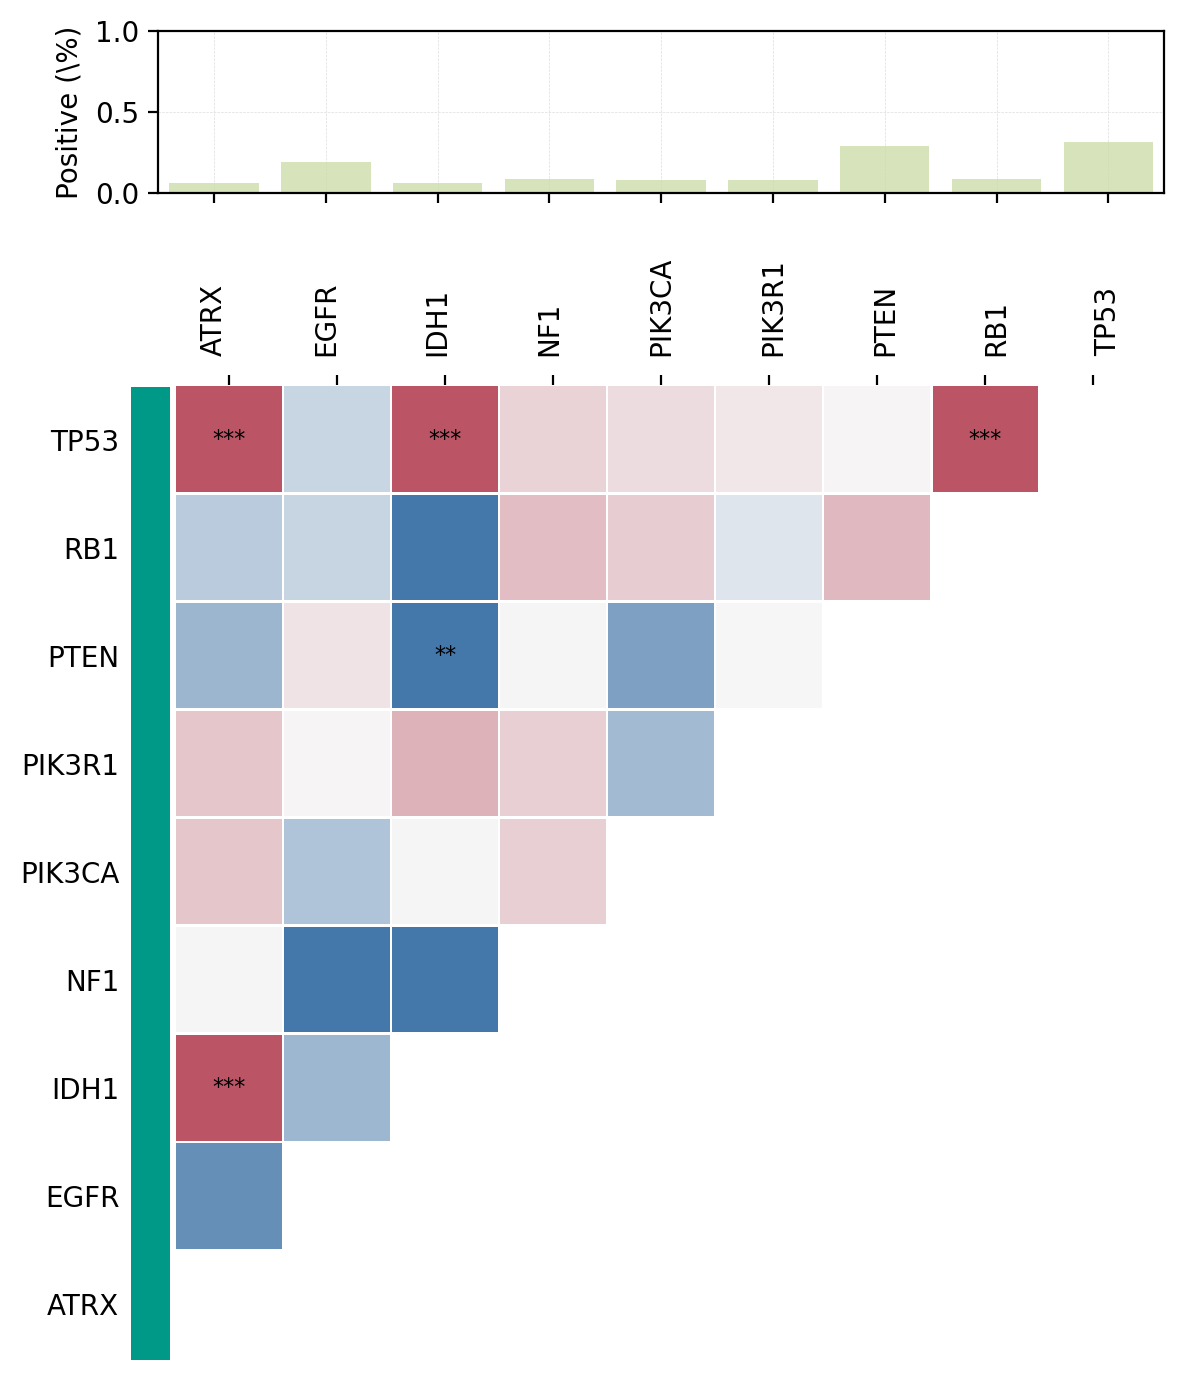 Positive (\%)
1.0
0.5
0.0
ATRX
EGFR
IDH1
NF1
PIK3CA
PIK3R1
PTEN
RB1
TP53
TP53
***
***
***
RB1
PTEN
**
PIK3R1
PIK3CA
NF1
IDH1
***
EGFR
ATRX